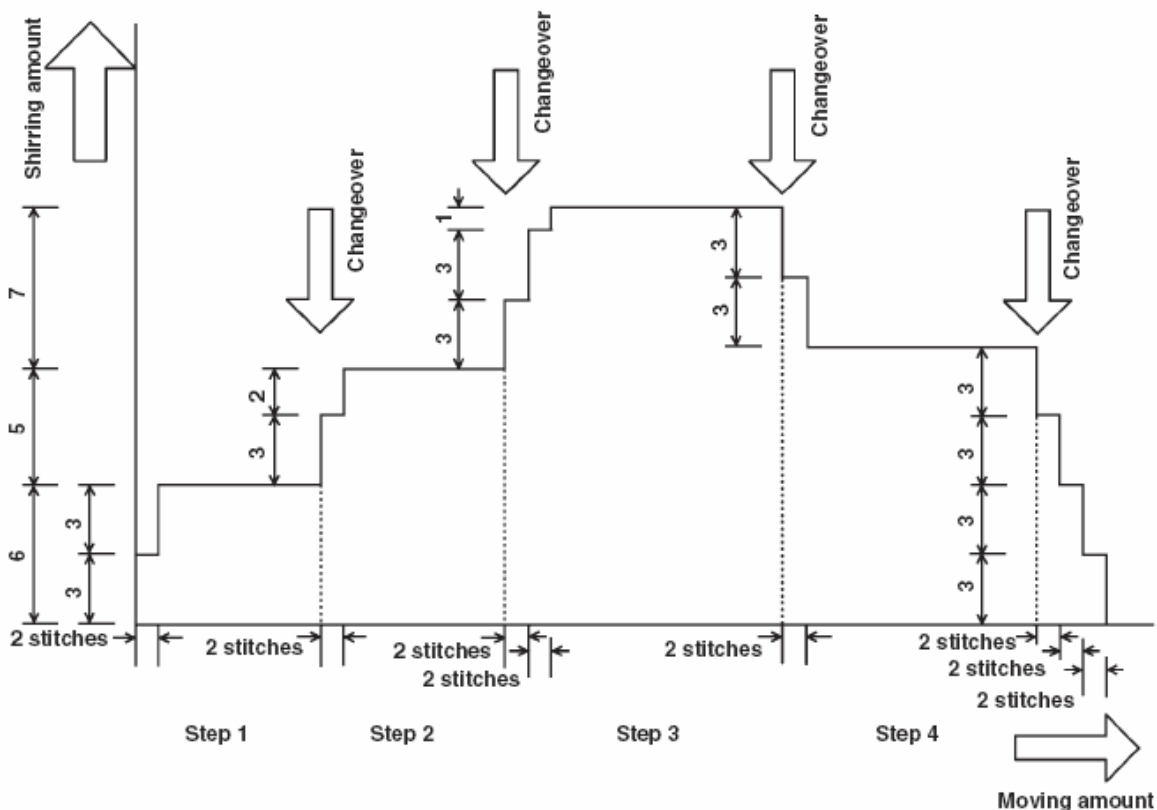 Shirring amount
Changeover
Changeover
Changeover
Changeover
7
5
6
3
3
2
3
1
3
3
3
3
3
3
3
3
2 stitches
2 stitches
2 stitches
2 stitches
2 stitches
2 stitches
2 stitches
2 stitches
Step 1
Step 2
Step 3
Step 4
Moving amount